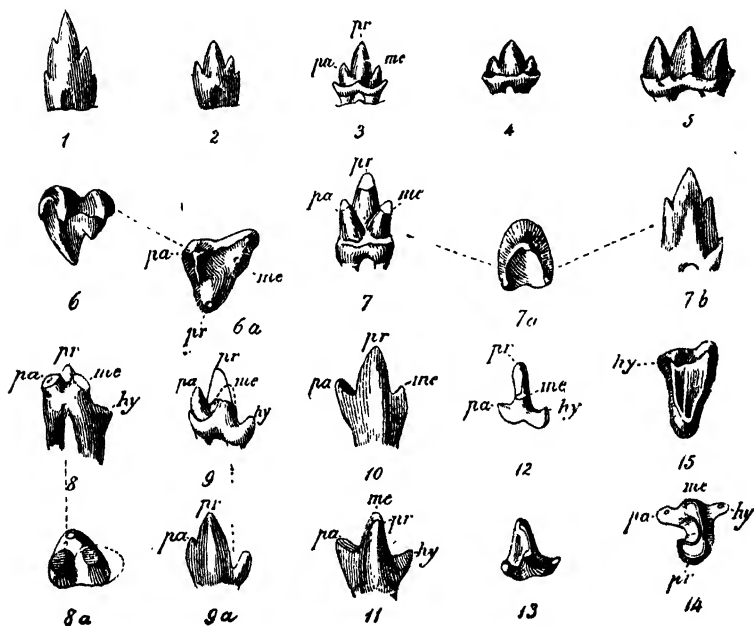 pr
pa me
1 2 3 4 5
pr
pa me
pa me
6 pr 6a 7 7a 7b
pr pr pr pr
pa me hy pa me hy pa me pa me hy hy
8 9 10 12 15
pr me me
pa pa pr hy pa hy
pr
8a 9a 11 13 14